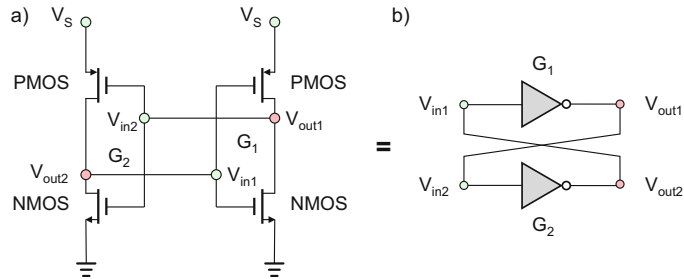 a)
b)
V_S
V_S
G_1
PMOS
PMOS
V_in1
V_out1
V_in2
G_1
V_out1
G_2
=
V_out2
V_in1
V_in2
V_out2
NMOS
NMOS
G_2